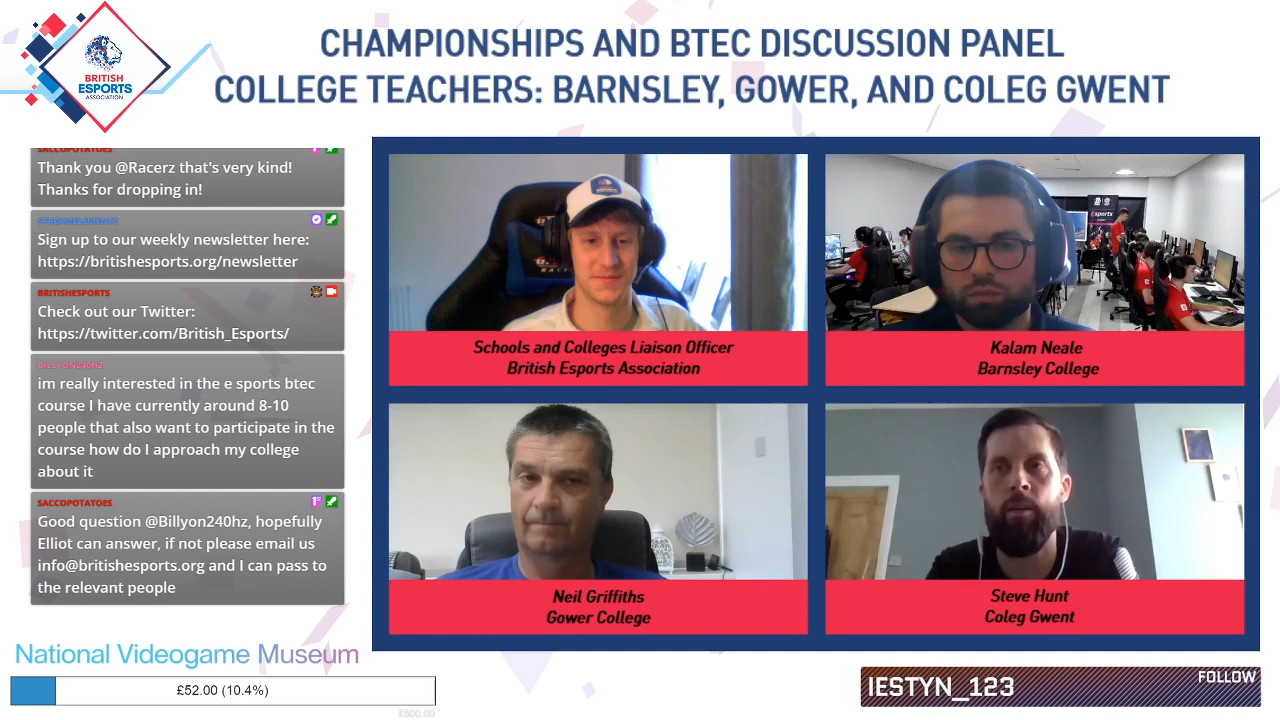 CHAMPIONSHIPS AND BTEC DISCUSSION PANEL
COLLEGE TEACHERS: BARNSLEY, GOWER, AND COLEG GWENT
BRITISH
ESPORTS
ASSOCIATION
SACCOPOTATOES
Thank you @Racerz that's very kind!
Thanks for dropping in!
STREAMELEMENTS
Sign up to our weekly newsletter here:
https://britishesports.org/newsletter
BRITISHESPORTS
Check out our Twitter:
https://twitter.com/British_Esports/
BILLYON240HZ
im really interested in the e sports btec
course I have currently around 8-10
people that also want to participate in the
course how do I approach my college
about it
SACCOPOTATOES
Good question @Billyon240hz, hopefully
Elliot can answer, if not please email us
info@britishesports.org and I can pass to
the relevant people
Schools and Colleges Liaison Officer
British Esports Association
Esports
Kalam Neale
Barnsley College
Neil Griffiths
Gower College
Steve Hunt
Coleg Gwent
National Videogame Museum
£52.00 (10.4%)
£500.00
FOLLOW
IESTYN_123